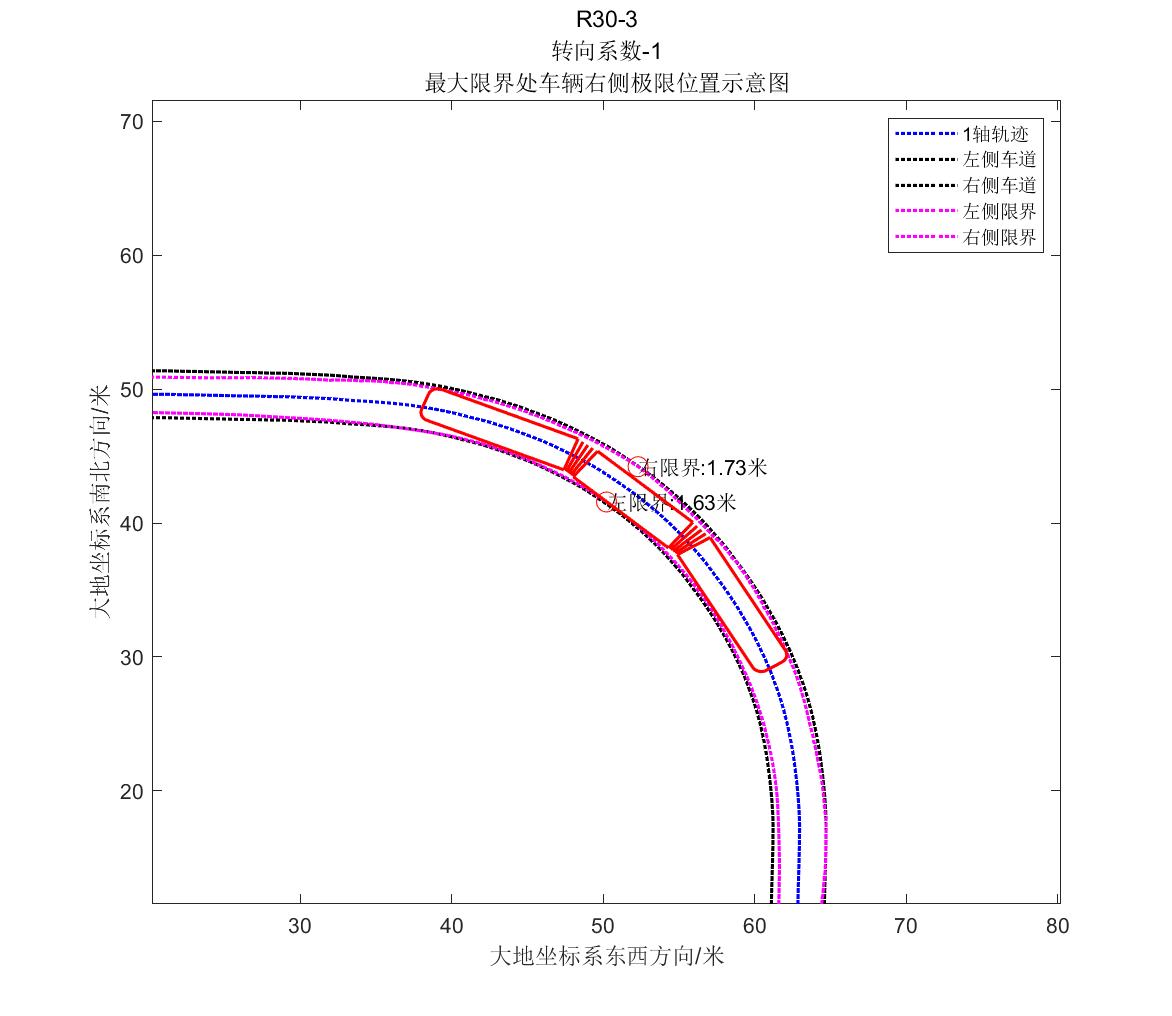 R30-3
转向系数-1
最大限界处车辆右侧极限位置示意图
70
60
50
40
30
20
大地坐标系南北方向/米
1轴轨迹
左侧车道
右侧车道
左侧限界
右侧限界
右限界:1.73米
左限界:1.63米
30
40
50
60
70
80
大地坐标系东西方向/米